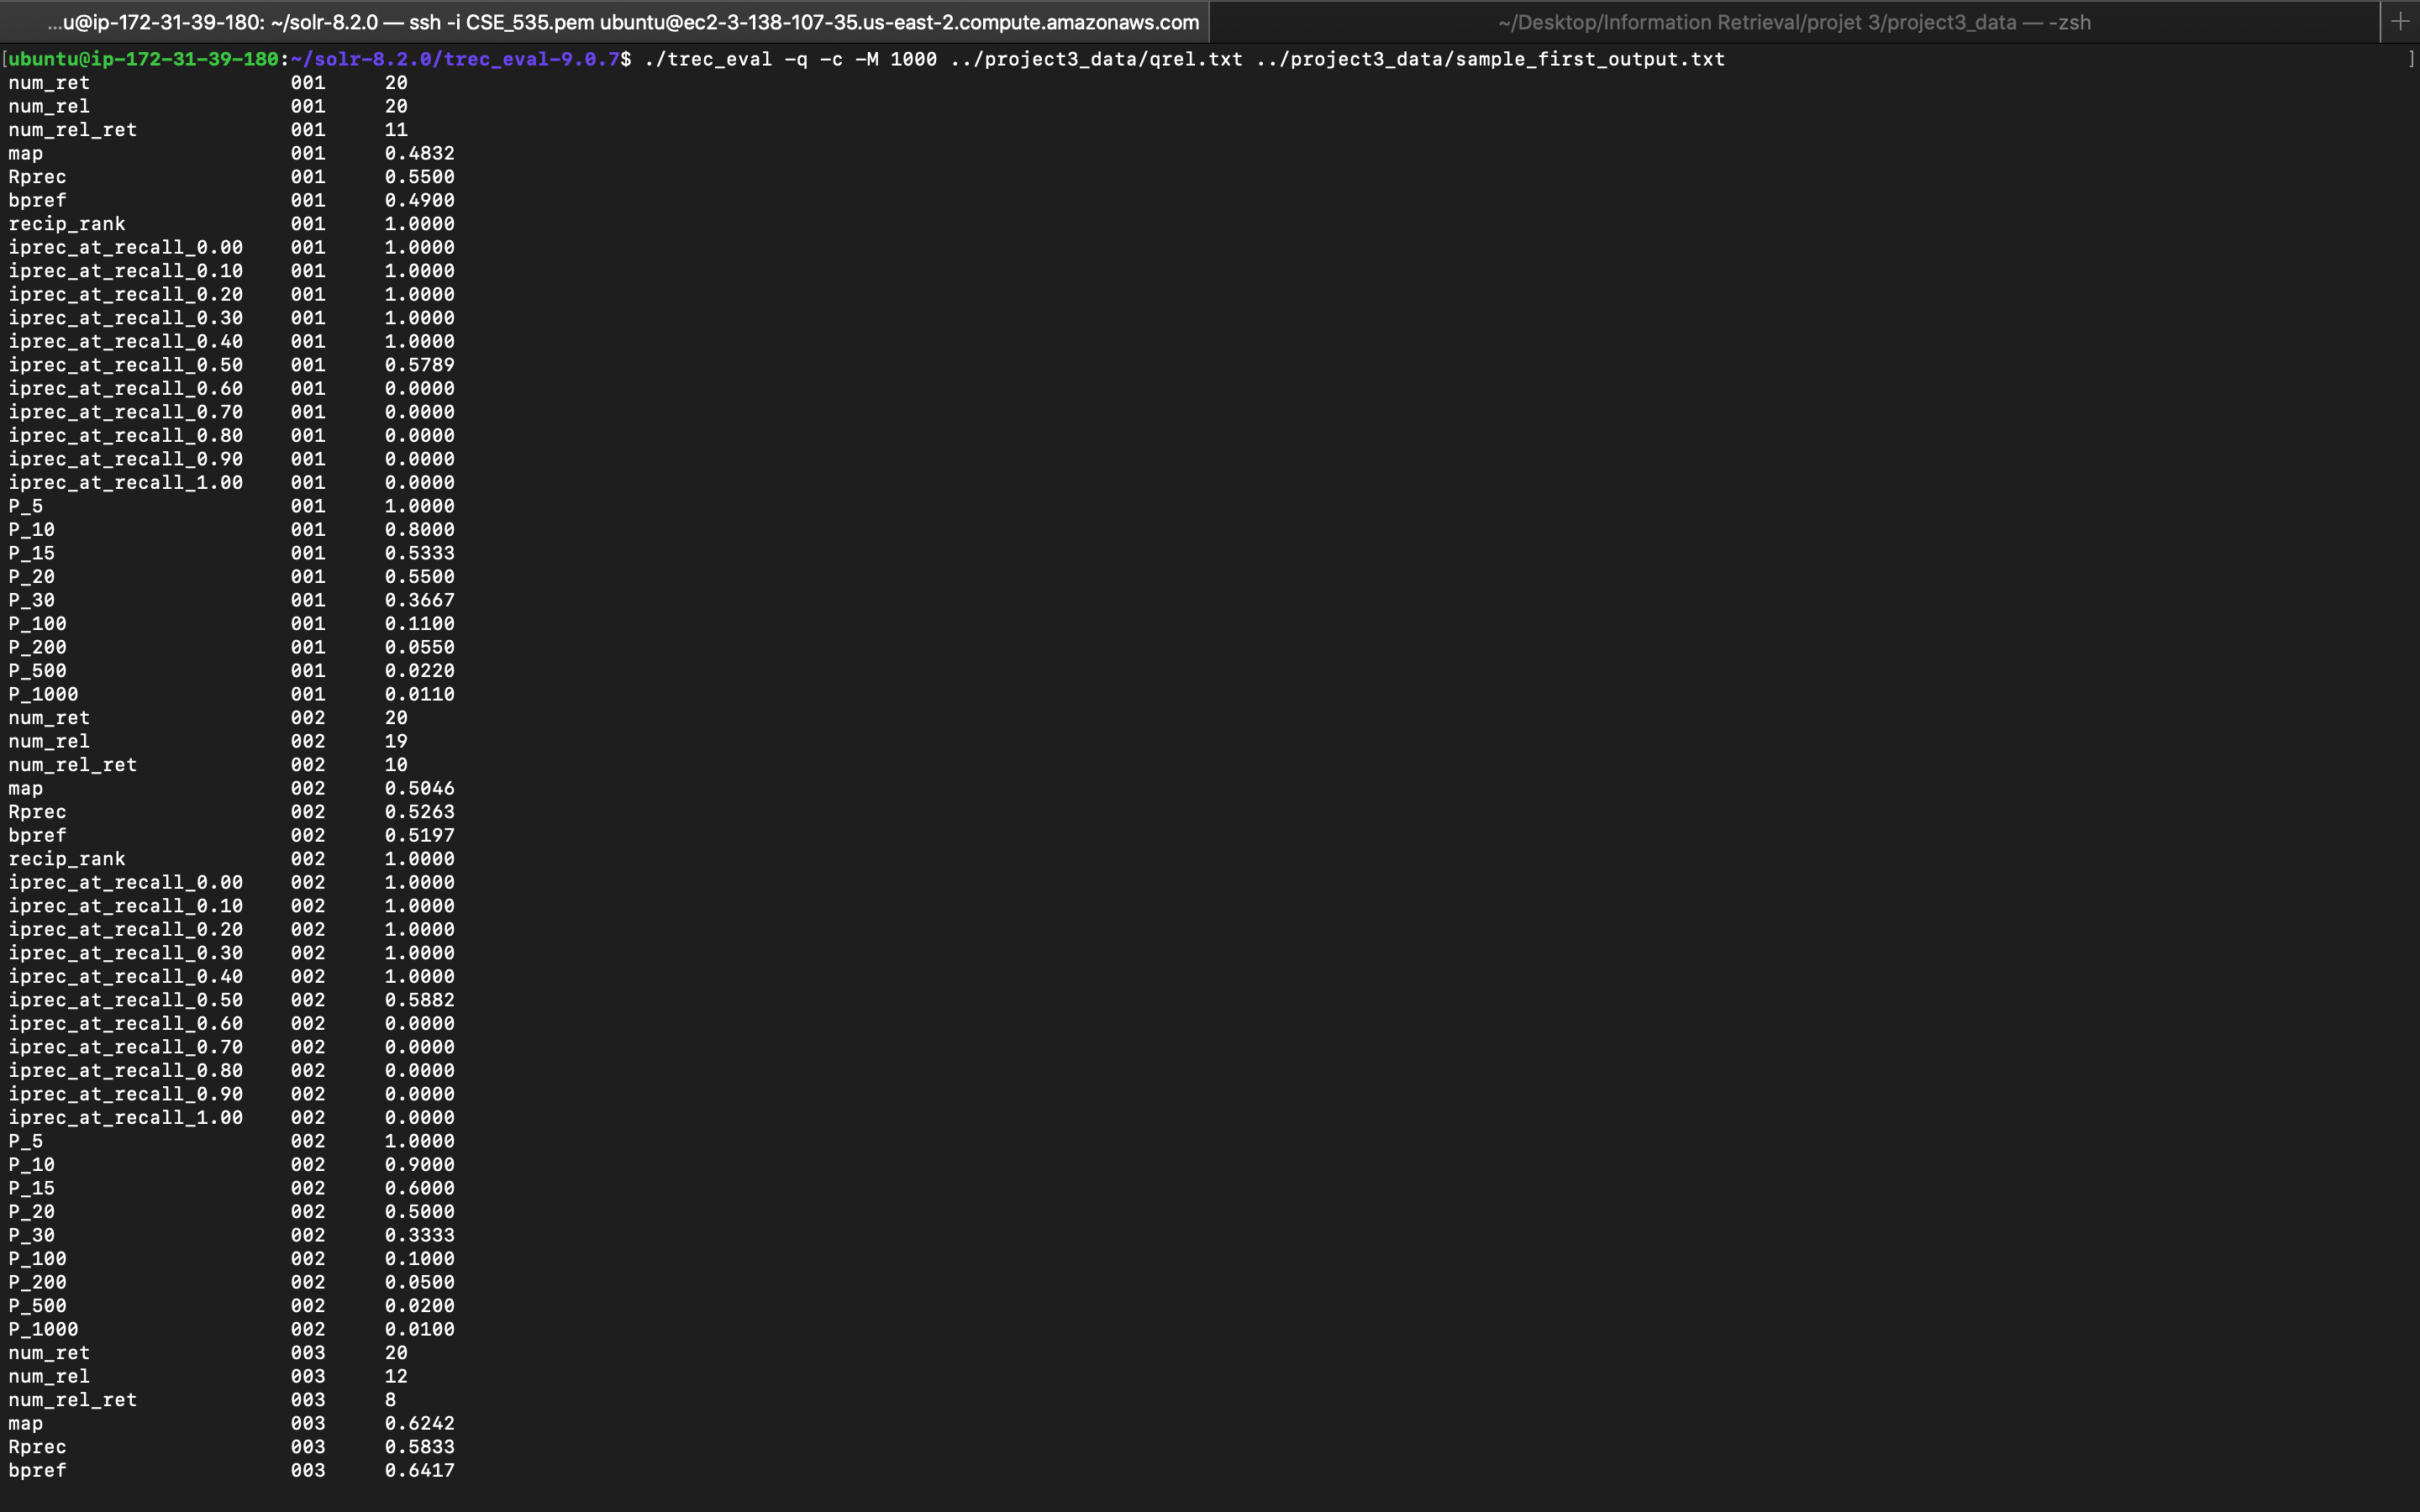 ...u@ip-172-31-39-180: ~/solr-8.2.0 — ssh -i CSE_535.pem ubuntu@ec2-3-138-107-35.us-east-2.compute.amazonaws.com ~/Desktop/Information Retrieval/projet 3/project3_data — -zsh +
[ubuntu@ip-172-31-39-180:~/solr-8.2.0/trec_eval-9.0.7$ ./trec_eval -q -c -M 1000 ../project3_data/qrel.txt ../project3_data/sample_first_output.txt ]
num_ret 001 20
num_rel 001 20
num_rel_ret 001 11
map 001 0.4832
Rprec 001 0.5500
bpref 001 0.4900
recip_rank 001 1.0000
iprec_at_recall_0.00 001 1.0000
iprec_at_recall_0.10 001 1.0000
iprec_at_recall_0.20 001 1.0000
iprec_at_recall_0.30 001 1.0000
iprec_at_recall_0.40 001 1.0000
iprec_at_recall_0.50 001 0.5789
iprec_at_recall_0.60 001 0.0000
iprec_at_recall_0.70 001 0.0000
iprec_at_recall_0.80 001 0.0000
iprec_at_recall_0.90 001 0.0000
iprec_at_recall_1.00 001 0.0000
P_5 001 1.0000
P_10 001 0.8000
P_15 001 0.5333
P_20 001 0.5500
P_30 001 0.3667
P_100 001 0.1100
P_200 001 0.0550
P_500 001 0.0220
P_1000 001 0.0110
num_ret 002 20
num_rel 002 19
num_rel_ret 002 10
map 002 0.5046
Rprec 002 0.5263
bpref 002 0.5197
recip_rank 002 1.0000
iprec_at_recall_0.00 002 1.0000
iprec_at_recall_0.10 002 1.0000
iprec_at_recall_0.20 002 1.0000
iprec_at_recall_0.30 002 1.0000
iprec_at_recall_0.40 002 1.0000
iprec_at_recall_0.50 002 0.5882
iprec_at_recall_0.60 002 0.0000
iprec_at_recall_0.70 002 0.0000
iprec_at_recall_0.80 002 0.0000
iprec_at_recall_0.90 002 0.0000
iprec_at_recall_1.00 002 0.0000
P_5 002 1.0000
P_10 002 0.9000
P_15 002 0.6000
P_20 002 0.5000
P_30 002 0.3333
P_100 002 0.1000
P_200 002 0.0500
P_500 002 0.0200
P_1000 002 0.0100
num_ret 003 20
num_rel 003 12
num_rel_ret 003 8
map 003 0.6242
Rprec 003 0.5833
bpref 003 0.6417